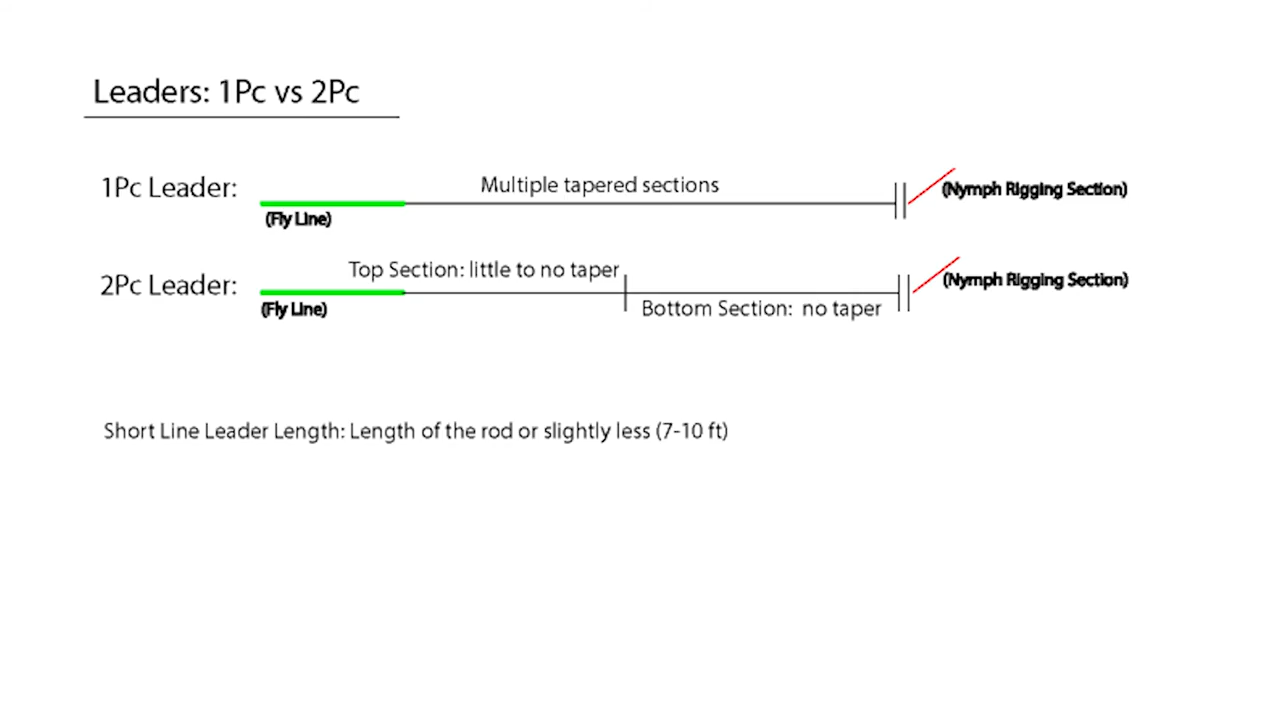 Leaders: 1Pc vs 2Pc
1Pc Leader:
Multiple tapered sections
(Nymph Rigging Section)
(Fly Line)
2Pc Leader:
Top Section: little to no taper
(Nymph Rigging Section)
(Fly Line)
Bottom Section: no taper
Short Line Leader Length: Length of the rod or slightly less (7-10 ft)